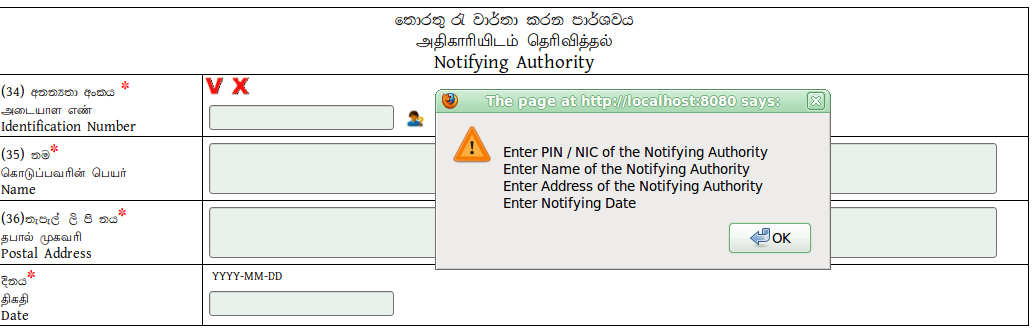 තොරතු රැ වාර්තා කරන පාර්ශවය
அதிகாரியிடம் தெரிவித்தல்
Notifying Authority
(34) අනන්‍යතා අංකය *
அடையாள எண்
Identification Number
V X
The page at http://localhost:8080 says:
Enter PIN / NIC of the Notifying Authority
Enter Name of the Notifying Authority
Enter Address of the Notifying Authority
Enter Notifying Date
OK
(35) නම*
கொடுப்பவரின் பெயர்
Name
(36)තැපැල් ලි පි නය*
தபால் முகவரி
Postal Address
දිනය*
திகதி
Date
YYYY-MM-DD